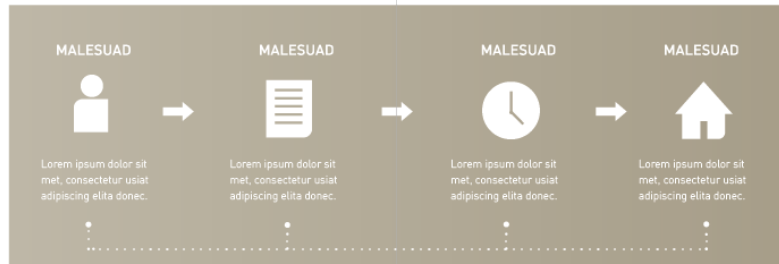 MALESUAD
Lorem ipsum dolor sit
met, consectetur usiat
adipiscing elita donec.
MALESUAD
Lorem ipsum dolor sit
met, consectetur usiat
adipiscing elita donec.
MALESUAD
Lorem ipsum dolor sit
met, consectetur usiat
adipiscing elita donec.
MALESUAD
Lorem ipsum dolor sit
met, consectetur usiat
adipiscing elita donec.